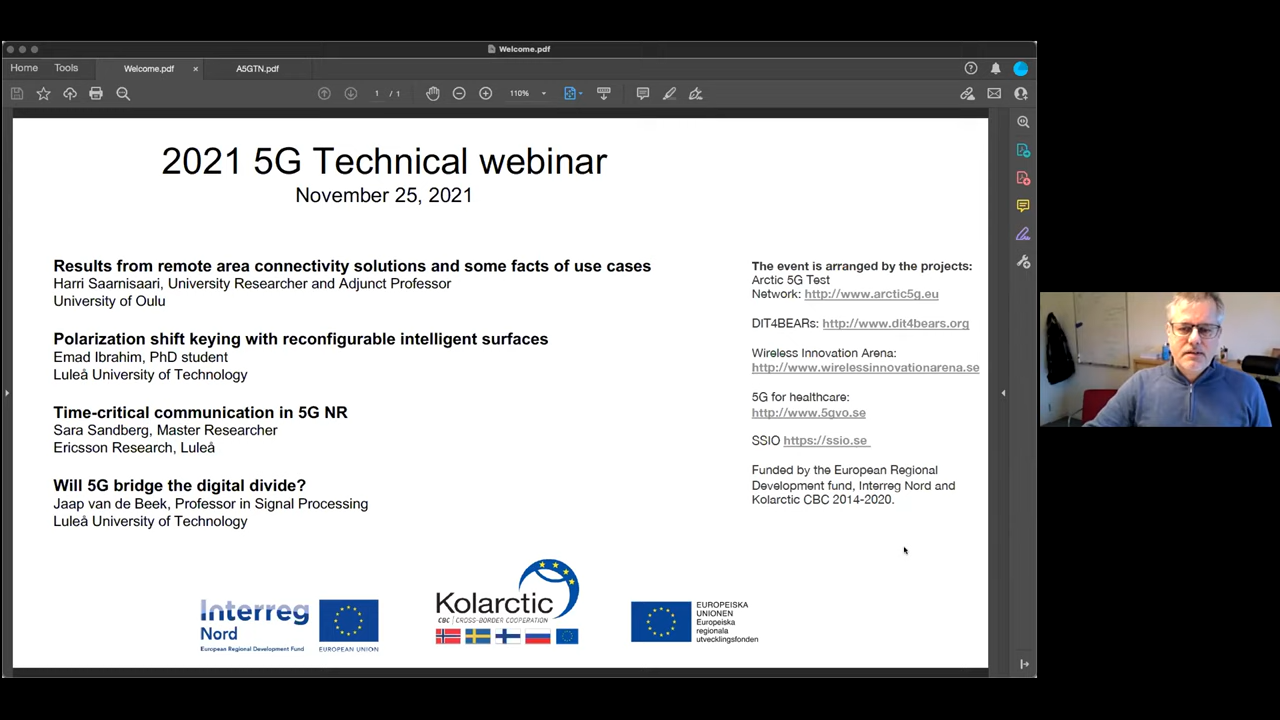 Welcome.pdf
Home
Tools
Welcome.pdf
×
A5GTN.pdf
1 / 1
110%
2021 5G Technical webinar
November 25, 2021
Results from remote area connectivity solutions and some facts of use cases
Harri Saarnisaari, University Researcher and Adjunct Professor
University of Oulu
Polarization shift keying with reconfigurable intelligent surfaces
Emad Ibrahim, PhD student
Luleå University of Technology
Time-critical communication in 5G NR
Sara Sandberg, Master Researcher
Ericsson Research, Luleå
Will 5G bridge the digital divide?
Jaap van de Beek, Professor in Signal Processing
Luleå University of Technology
The event is arranged by the projects:
Arctic 5G Test
Network: http://www.arctic5g.eu
DIT4BEARs: http://www.dit4bears.org
Wireless Innovation Arena:
http://www.wirelessinnovationarena.se
5G for healthcare:
http://www.5gvo.se
SSIO https://ssio.se
Funded by the European Regional
Development fund, Interreg Nord and
Kolarctic CBC 2014-2020.
Interreg
Nord
European Regional Development Fund
EUROPEAN UNION
Kolarctic
CBC | CROSS-BORDER COOPERATION
EUROPEISKA
UNIONEN
Europeiska
regionala
utvecklingsfonden